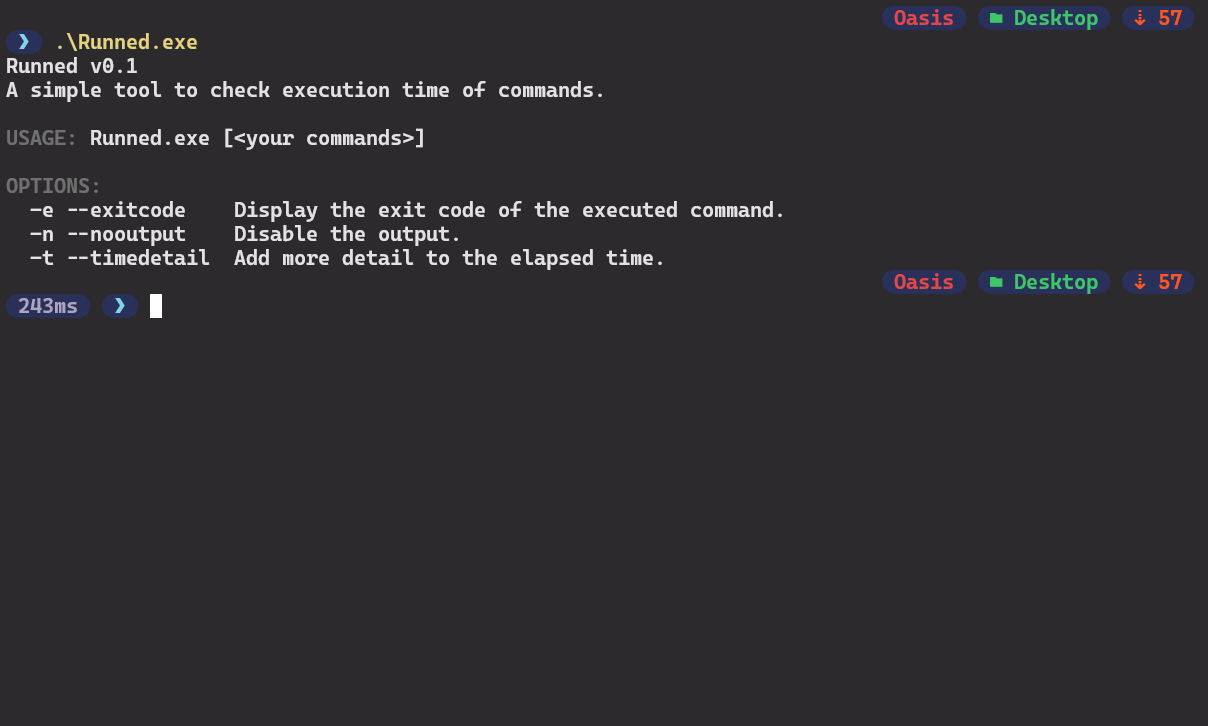 Oasis Desktop ⇣ 57
❯ .\Runned.exe
Runned v0.1
A simple tool to check execution time of commands.
USAGE: Runned.exe [<your commands>]
OPTIONS:
-e --exitcode Display the exit code of the executed command.
-n --nooutput Disable the output.
-t --timedetail Add more detail to the elapsed time.
Oasis Desktop ⇣ 57
243ms ❯